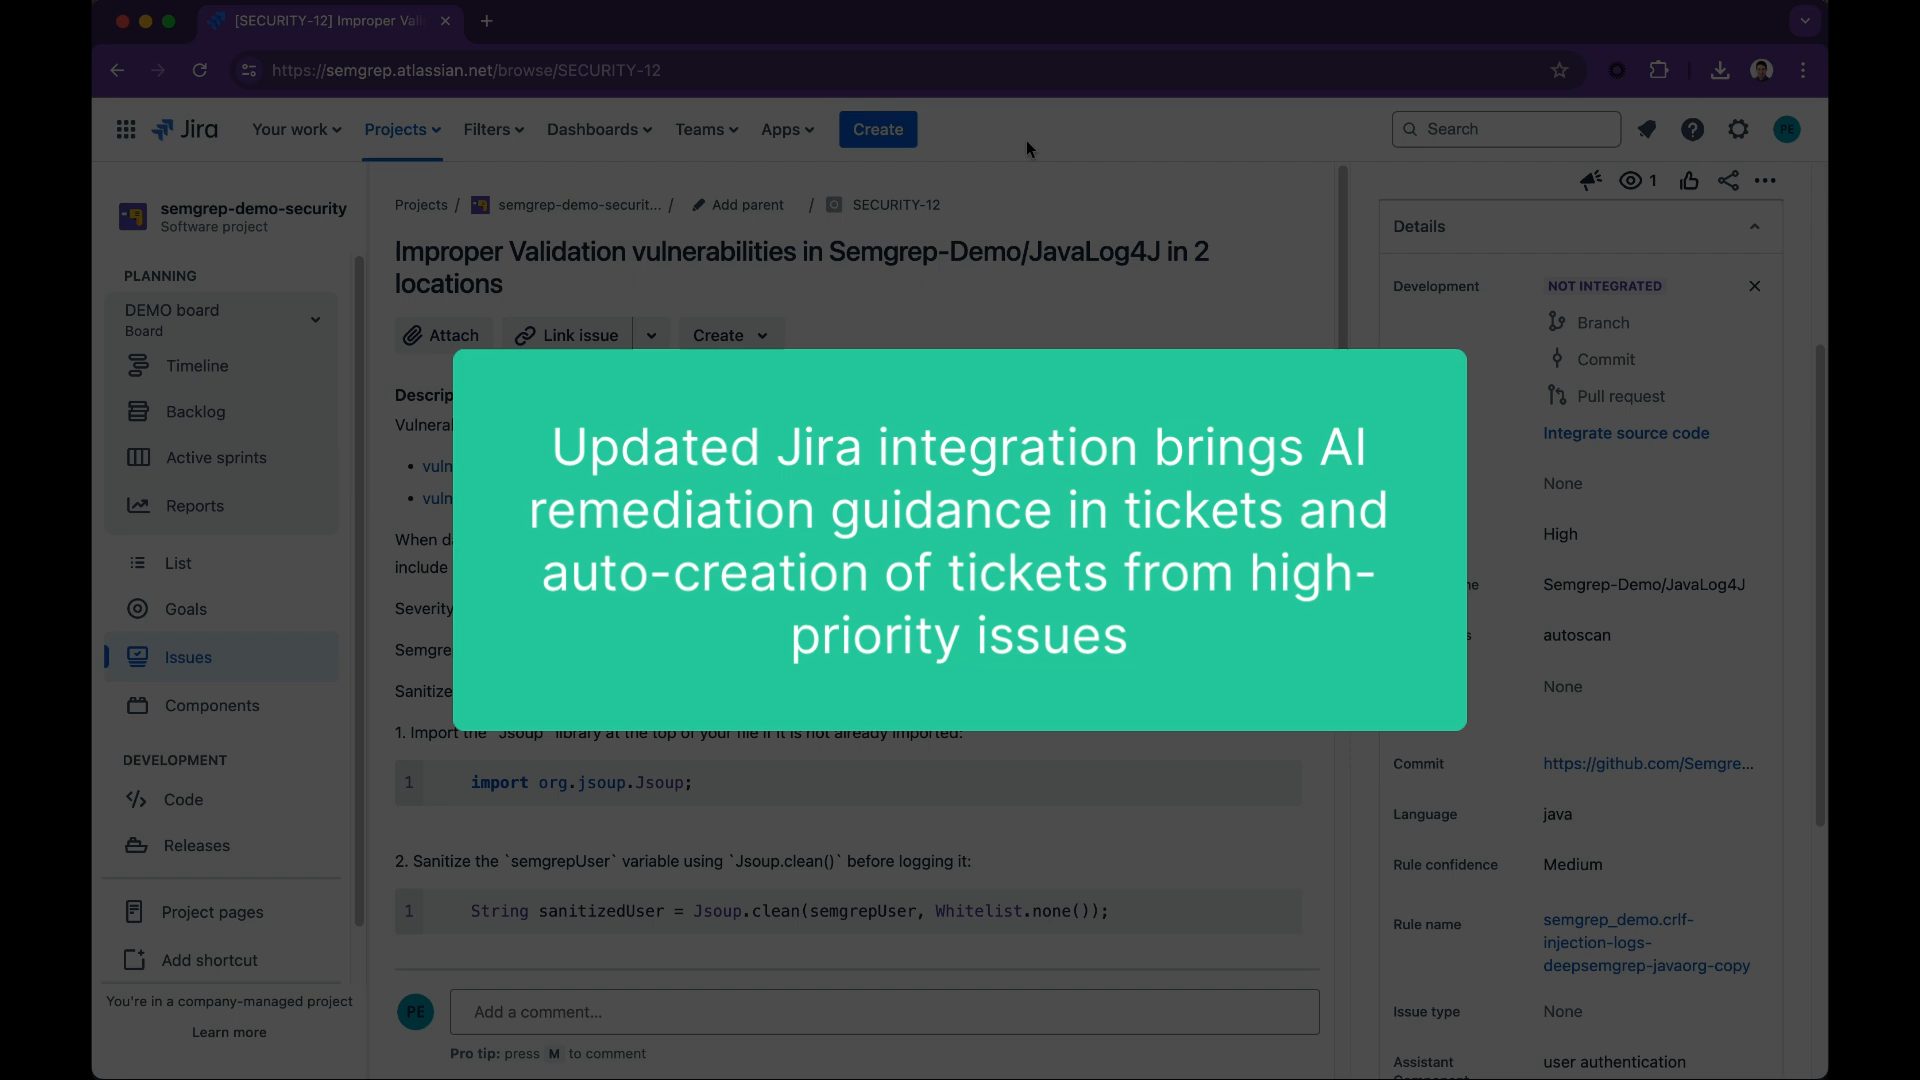 [SECURITY-12] Improper Vali
https://semgrep.atlassian.net/browse/SECURITY-12
Jira
Your work
Projects
Filters
Dashboards
Teams
Apps
Create
Search
PE
semgrep-demo-security
Software project
PLANNING
DEMO board
Board
Timeline
Backlog
Active sprints
Reports
List
Goals
Issues
Components
DEVELOPMENT
Code
Releases
Project pages
Add shortcut
You're in a company-managed project
Learn more
Projects / semgrep-demo-securit... / Add parent / SECURITY-12
Improper Validation vulnerabilities in Semgrep-Demo/JavaLog4J in 2
locations
Attach
Link issue
Create
Updated Jira integration brings AI
remediation guidance in tickets and
auto-creation of tickets from high-
priority issues
include
Severity
1. Import the `Jsoup` library at the top of your file if it is not already imported:
1 import org.jsoup.Jsoup;
2. Sanitize the `semgrepUser` variable using `Jsoup.clean()` before logging it:
1 String sanitizedUser = Jsoup.clean(semgrepUser, Whitelist.none());
PE
Add a comment...
Pro tip: press M to comment
1
Details
Development
NOT INTEGRATED
Branch
Commit
Pull request
Integrate source code
None
High
Semgrep-Demo/JavaLog4J
autoscan
None
Commit
https://github.com/Semgre...
Language
java
Rule confidence
Medium
Rule name
semgrep_demo.crlf-
injection-logs-
deepsemgrep-javaorg-copy
Issue type
None
Assistant
user authentication